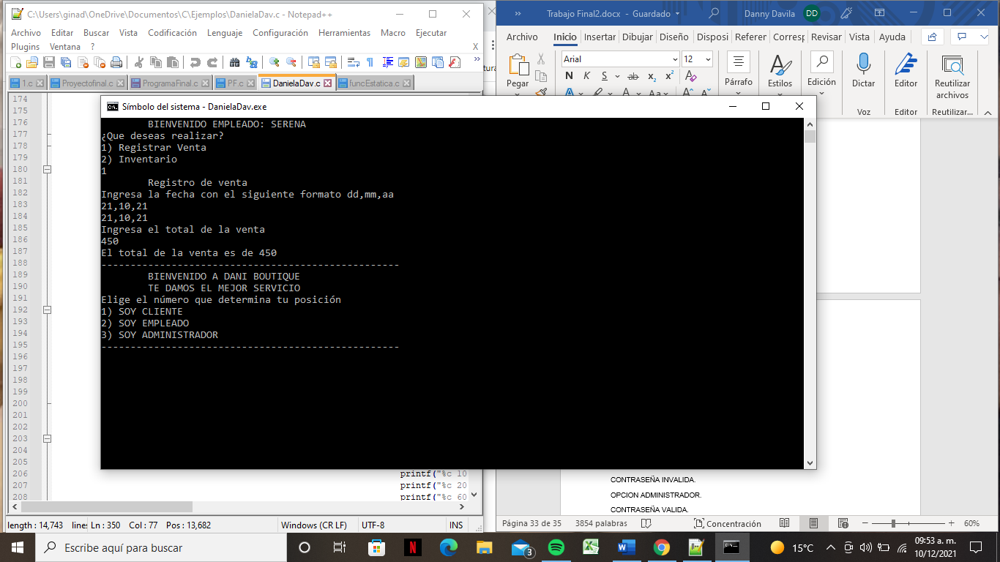 C:\Users\ginad\OneDrive\Documentos\C\Ejemplos\DanielaDav.c - Notepad++
Archivo Editar Buscar Vista Codificación Lenguaje Configuración Herramientas Macro Ejecutar
Plugins Ventana ? X
1.c Proyectofinal.c ProgramaFinal.c PF.c DanielaDav.c funcEstatica.c
Trabajo Final2.docx - Guardado Danny Davila DD
Archivo Inicio Insertar Dibujar Diseño Disposi Referer Corresp Revisar Vista Ayuda
Arial 12
N K S ab x₂ x²
Pegar Párrafo Estilos Edición Dictar Editor Reutilizar archivos
Voz Editor Reutilizar...
Símbolo del sistema - DanielaDav.exe
BIENVENIDO EMPLEADO: SERENA
¿Que deseas realizar?
1) Registrar Venta
2) Inventario
1
Registro de venta
Ingresa la fecha con el siguiente formato dd,mm,aa
21,10,21
21,10,21
Ingresa el total de la venta
450
El total de la venta es de 450
---------------------------------------------------
BIENVENIDO A DANI BOUTIQUE
TE DAMOS EL MEJOR SERVICIO
Elige el número que determina tu posición
1) SOY CLIENTE
2) SOY EMPLEADO
3) SOY ADMINISTRADOR
---------------------------------------------------
174
175
176
177
178
179
180
181
182
183
184
185
186
187
188
189
190
191
192
193
194
195
196
197
198
199
200
201
202
203
204
205
206 printf("%c 10
207 printf("%c 20
208 printf("%c 60
CONTRASEÑA INVALIDA.
OPCION ADMINISTRADOR.
CONTRASEÑA VALIDA.
length : 14,743 lines Ln : 350 Col : 77 Pos : 13,682 Windows (CR LF) UTF-8 INS
Página 33 de 35 3854 palabras Concentración 60%
Escribe aquí para buscar
3
15°C
09:53 a. m.
10/12/2021